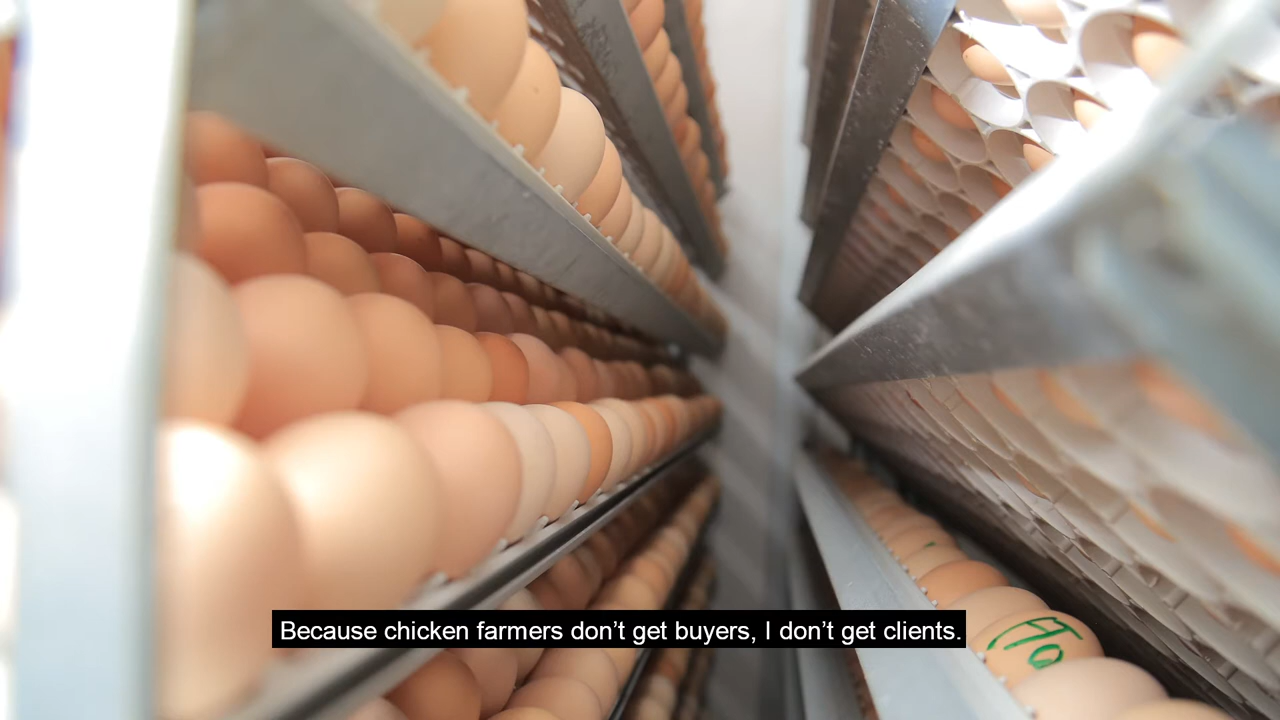 Because chicken farmers don’t get buyers, I don’t get clients.